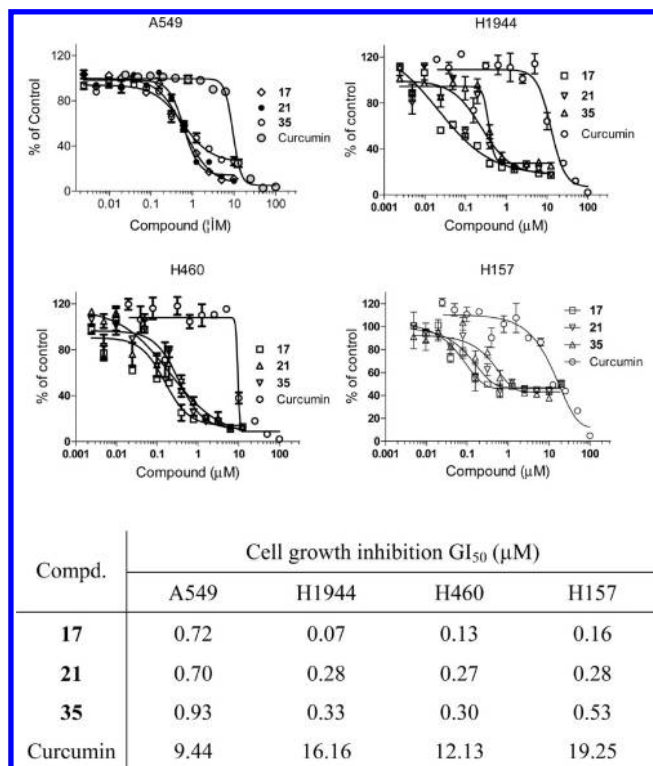 A549
H1944
% of Control
120
80
40
0
0.01 0.1 1 10 100
Compound (¦ÌM)
17
21
35
Curcumin
% of Control
120
80
40
0
0.001 0.01 0.1 1 10 100
Compound (µM)
17
21
35
Curcumin
H460
H157
% of control
120
80
40
0
0.001 0.01 0.1 1 10 100
Compound (µM)
17
21
35
Curcumin
% of control
120
100
80
60
40
20
0
0.001 0.01 0.1 1 10 100
Compound (µM)
17
21
35
Curcumin
Compd. Cell growth inhibition GI50 (µM)
A549 H1944 H460 H157
17 0.72 0.07 0.13 0.16
21 0.70 0.28 0.27 0.28
35 0.93 0.33 0.30 0.53
Curcumin 9.44 16.16 12.13 19.25